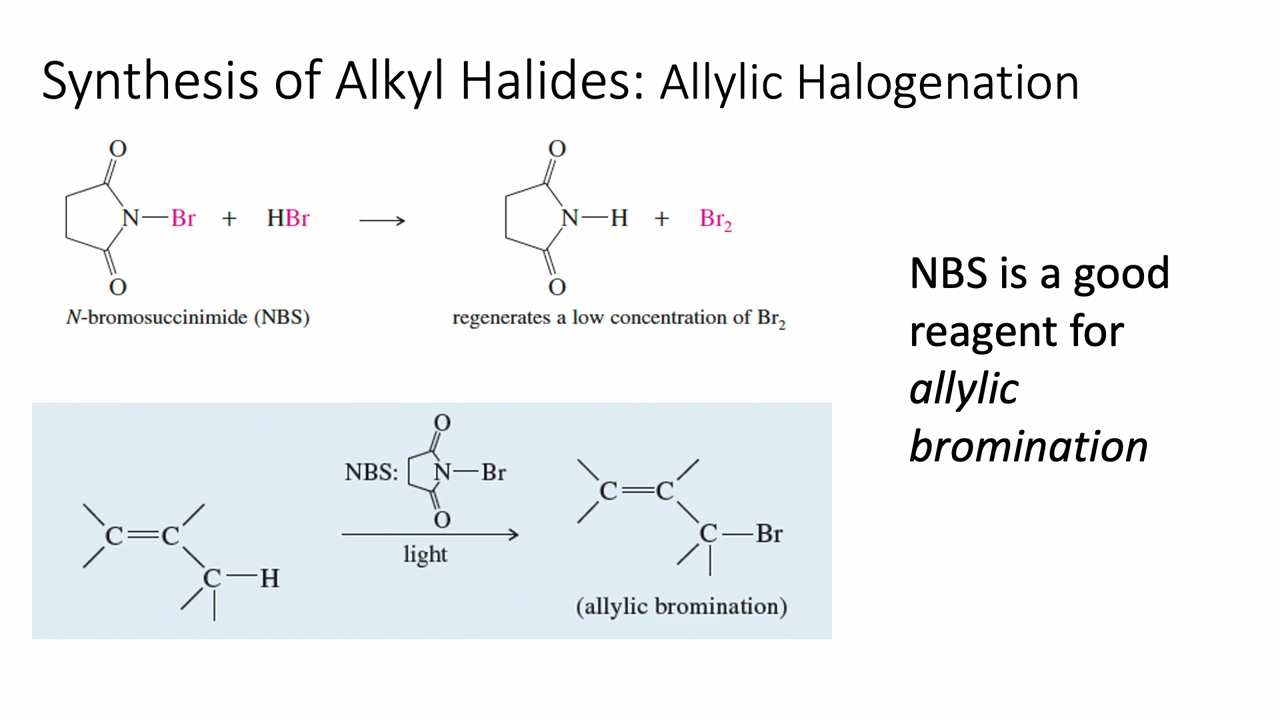 Synthesis of Alkyl Halides: Allylic Halogenation
O
N—Br + HBr ⟶
O
N-bromosuccinimide (NBS)
O
N—H + Br₂
O
regenerates a low concentration of Br₂
NBS is a good
reagent for
allylic
bromination
C=C
C—H
O
NBS: N—Br
O
light
C=C
C—Br
(allylic bromination)